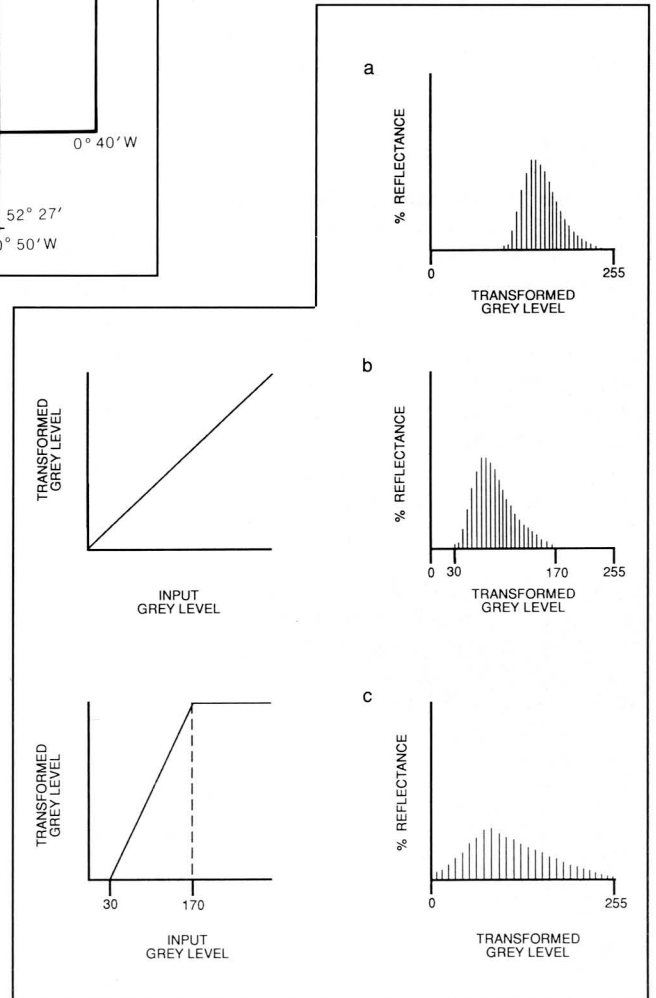 0° 40′ W
52° 27′
0° 50′ W
a
% REFLECTANCE
0 255
TRANSFORMED
GREY LEVEL
TRANSFORMED
GREY LEVEL
INPUT
GREY LEVEL
b
% REFLECTANCE
0 30 170 255
TRANSFORMED
GREY LEVEL
TRANSFORMED
GREY LEVEL
30 170
INPUT
GREY LEVEL
c
% REFLECTANCE
0 255
TRANSFORMED
GREY LEVEL